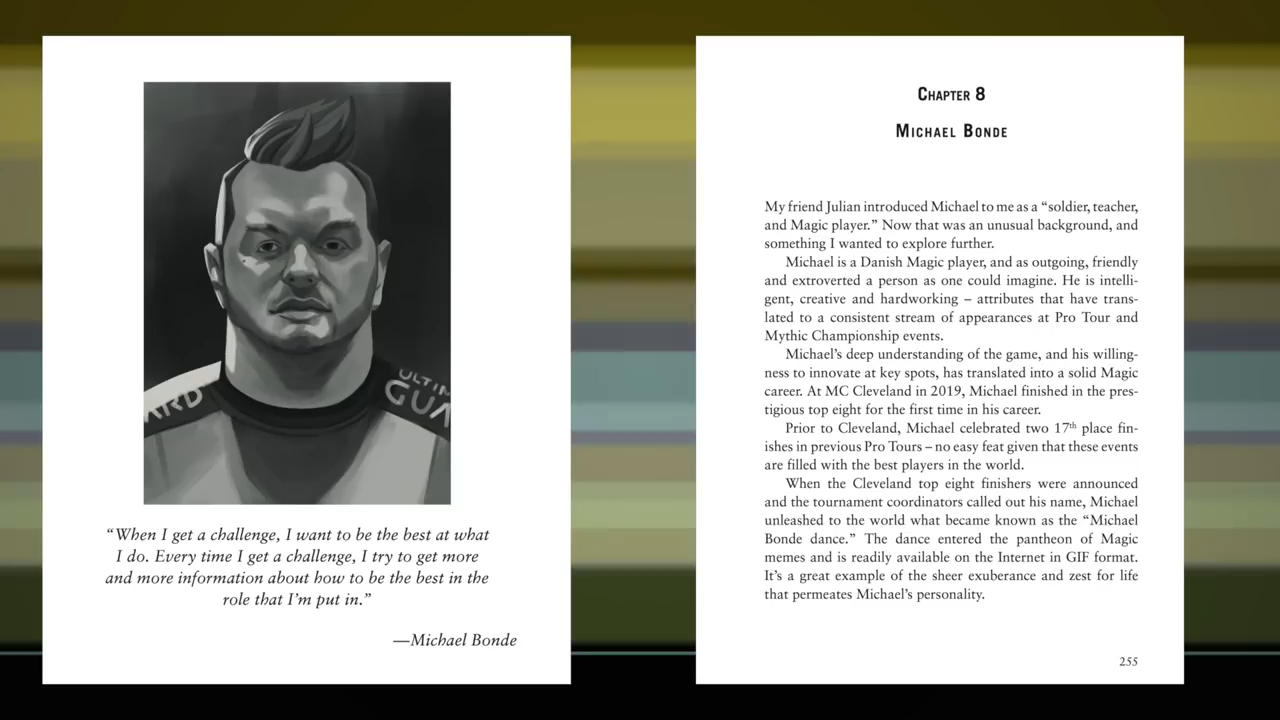 ARD
ULTIM
GUA
“When I get a challenge, I want to be the best at what
I do. Every time I get a challenge, I try to get more
and more information about how to be the best in the
role that I’m put in.”
—Michael Bonde
Chapter 8
Michael Bonde
My friend Julian introduced Michael to me as a “soldier, teacher,
and Magic player.” Now that was an unusual background, and
something I wanted to explore further.
Michael is a Danish Magic player, and as outgoing, friendly
and extroverted a person as one could imagine. He is intelli-
gent, creative and hardworking – attributes that have trans-
lated to a consistent stream of appearances at Pro Tour and
Mythic Championship events.
Michael’s deep understanding of the game, and his willing-
ness to innovate at key spots, has translated into a solid Magic
career. At MC Cleveland in 2019, Michael finished in the pres-
tigious top eight for the first time in his career.
Prior to Cleveland, Michael celebrated two 17th place fin-
ishes in previous Pro Tours – no easy feat given that these events
are filled with the best players in the world.
When the Cleveland top eight finishers were announced
and the tournament coordinators called out his name, Michael
unleashed to the world what became known as the “Michael
Bonde dance.” The dance entered the pantheon of Magic
memes and is readily available on the Internet in GIF format.
It’s a great example of the sheer exuberance and zest for life
that permeates Michael’s personality.
255